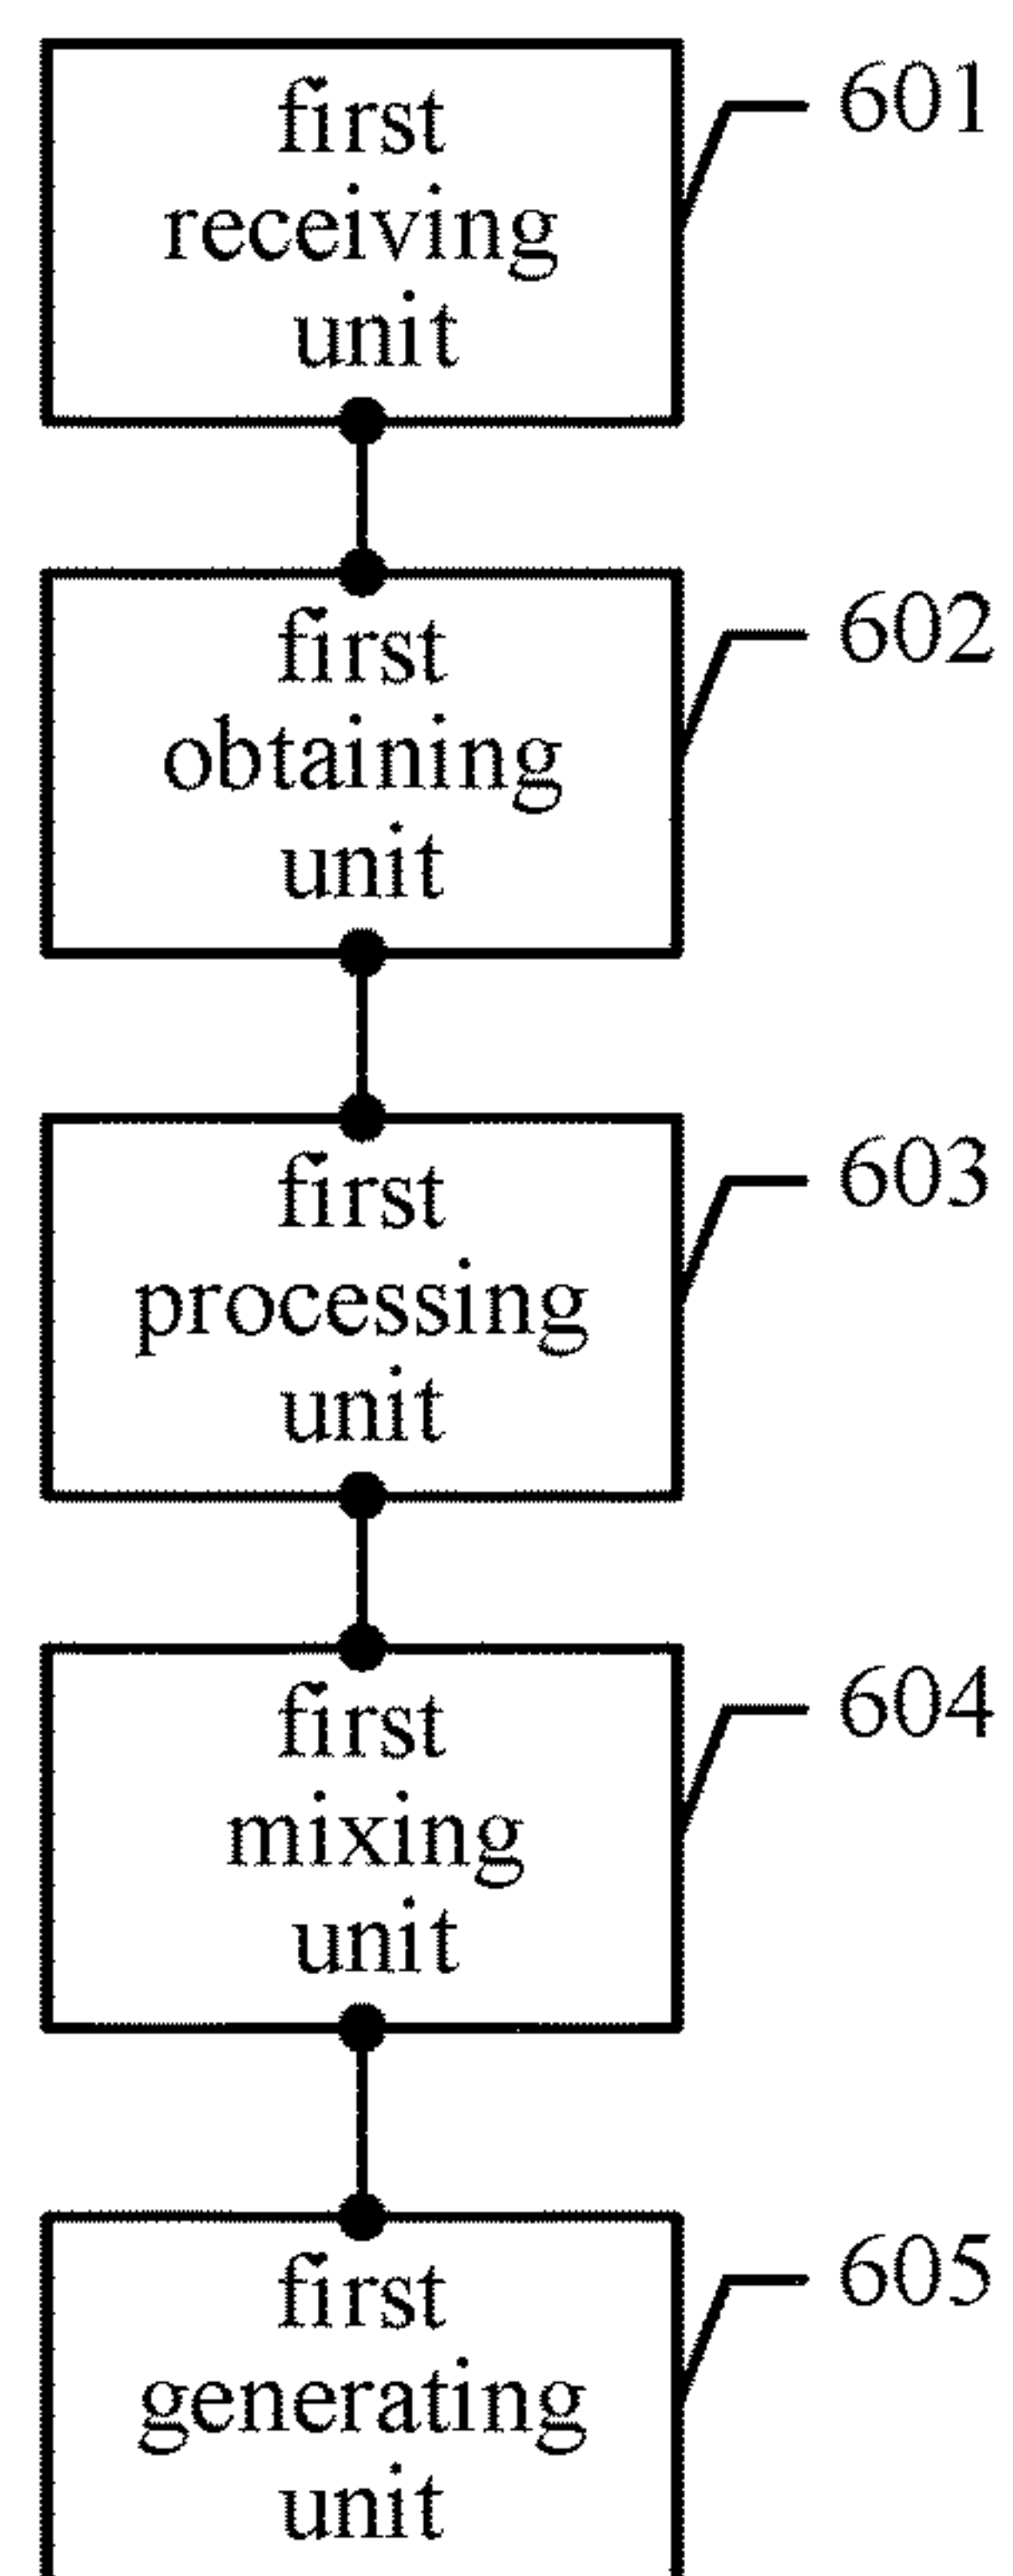 first
receiving
unit
601
first
obtaining
unit
602
first
processing
unit
603
first
mixing
unit
604
first
generating
unit
605